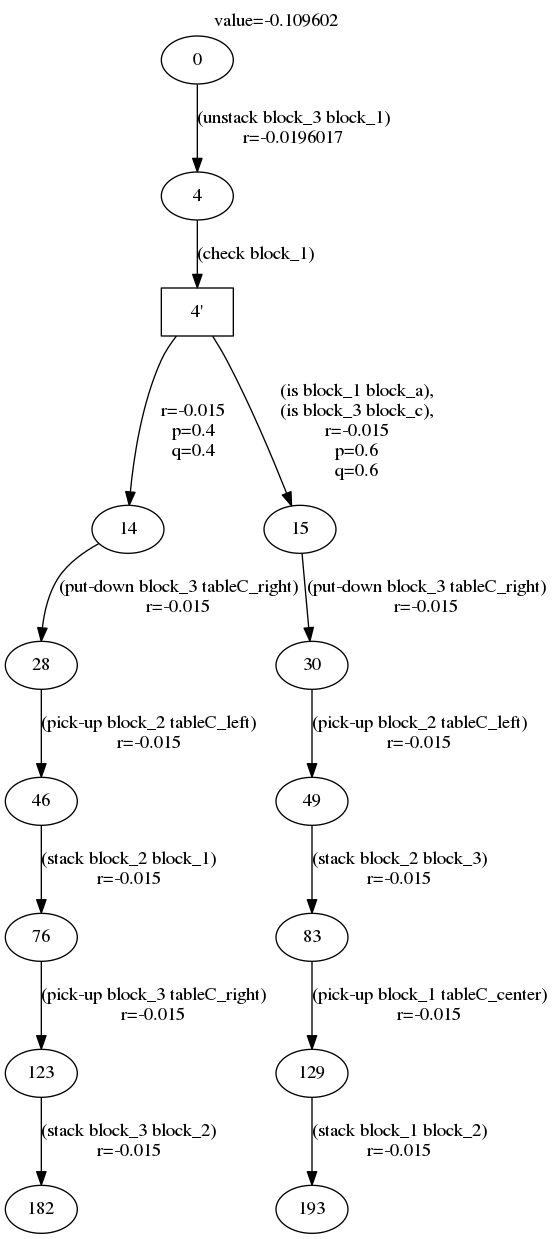 value=-0.109602
0
(unstack block_3 block_1)
r=-0.0196017
4
(check block_1)
4'
r=-0.015
p=0.4
q=0.4
(is block_1 block_a),
(is block_3 block_c),
r=-0.015
p=0.6
q=0.6
14
15
(put-down block_3 tableC_right)
r=-0.015
(put-down block_3 tableC_right)
r=-0.015
28
30
(pick-up block_2 tableC_left)
r=-0.015
(pick-up block_2 tableC_left)
r=-0.015
46
49
(stack block_2 block_1)
r=-0.015
(stack block_2 block_3)
r=-0.015
76
83
(pick-up block_3 tableC_right)
r=-0.015
(pick-up block_1 tableC_center)
r=-0.015
123
129
(stack block_3 block_2)
r=-0.015
(stack block_1 block_2)
r=-0.015
182
193